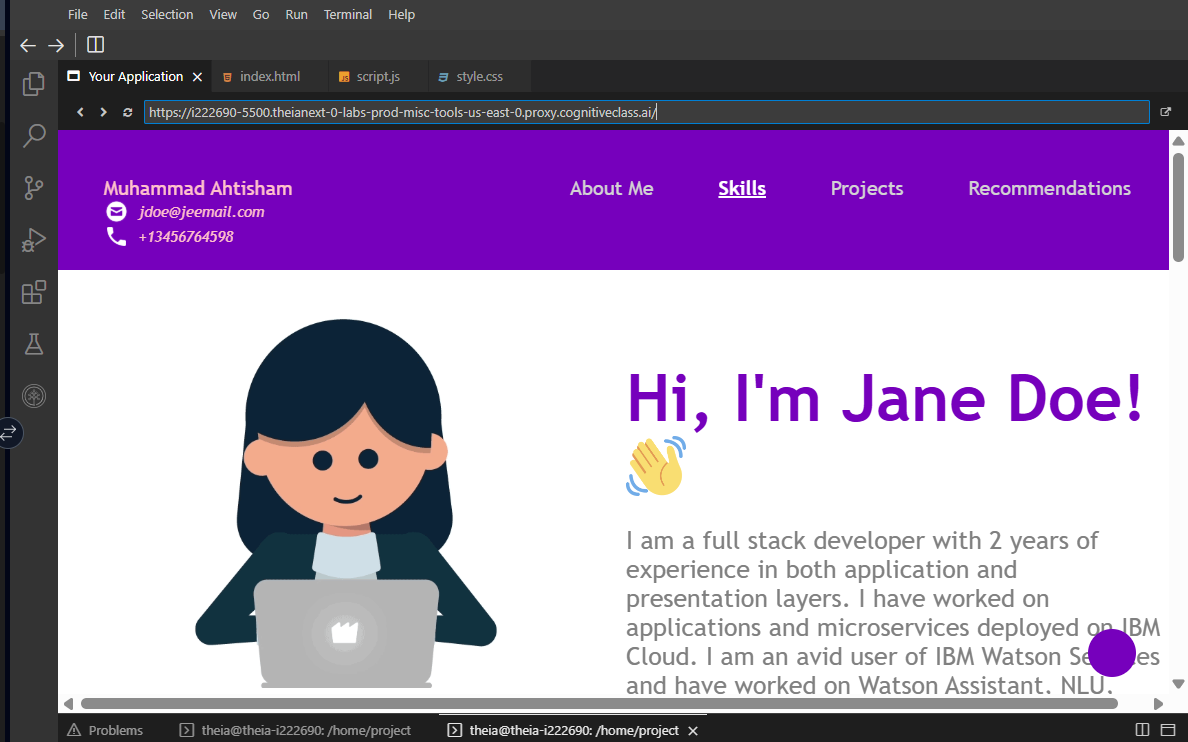 File Edit Selection View Go Run Terminal Help
Your Application index.html script.js style.css
https://i222690-5500.theianext-0-labs-prod-misc-tools-us-east-0.proxy.cognitiveclass.ai/
Muhammad Ahtisham
jdoe@jeemail.com
+13456764598
About Me Skills Projects Recommendations
Hi, I'm Jane Doe!
I am a full stack developer with 2 years of
experience in both application and
presentation layers. I have worked on
applications and microservices deployed on IBM
Cloud. I am an avid user of IBM Watson
and have worked on Watson Assistant, NLU,
Problems theia@theia-i222690: /home/project theia@theia-i222690: /home/project